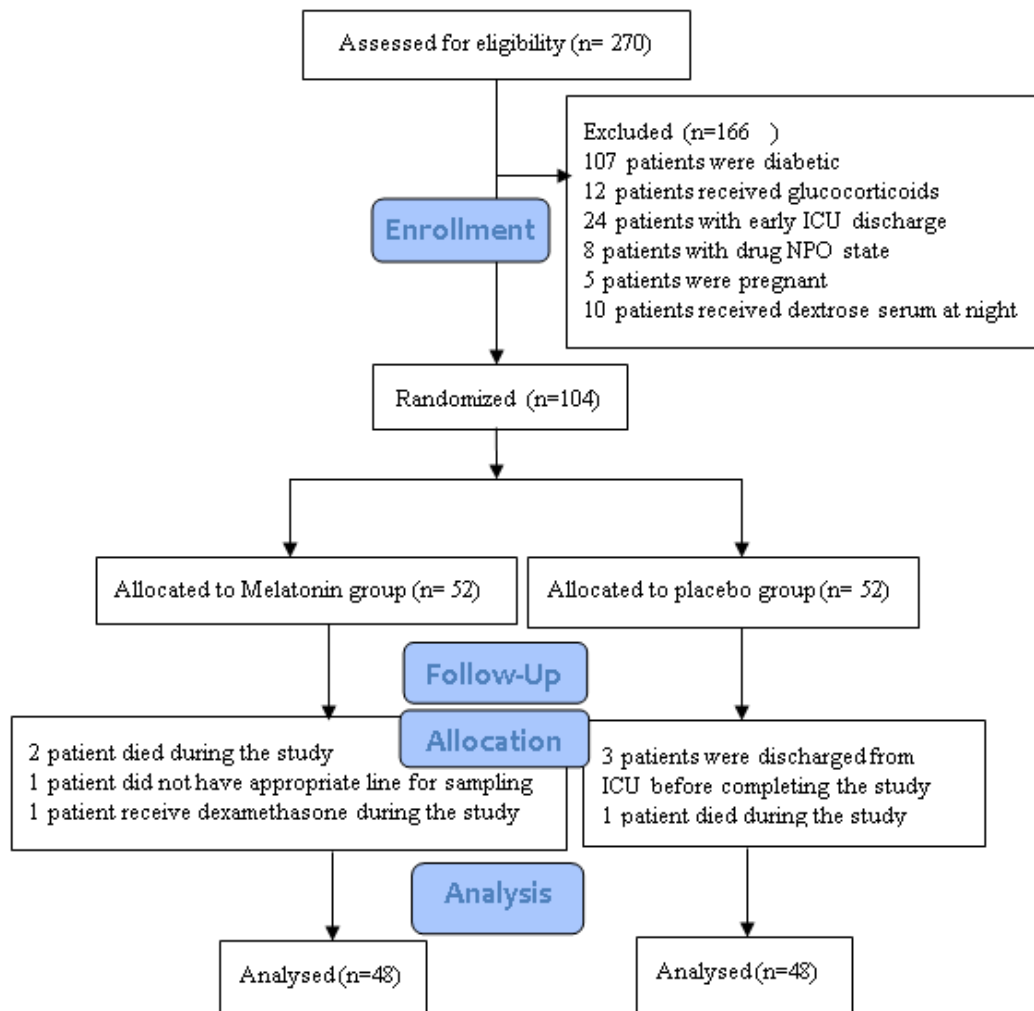 Assessed for eligibility (n= 270)
Excluded (n=166 )
107 patients were diabetic
12 patients received glucocorticoids
24 patients with early ICU discharge
8 patients with drug NPO state
5 patients were pregnant
10 patients received dextrose serum at night
Enrollment
Randomized (n=104)
Allocated to Melatonin group (n= 52)
Allocated to placebo group (n= 52)
Follow-Up
Allocation
2 patient died during the study
1 patient did not have appropriate line for sampling
1 patient receive dexamethasone during the study
3 patients were discharged from
ICU before completing the study
1 patient died during the study
Analysis
Analysed (n=48)
Analysed (n=48)